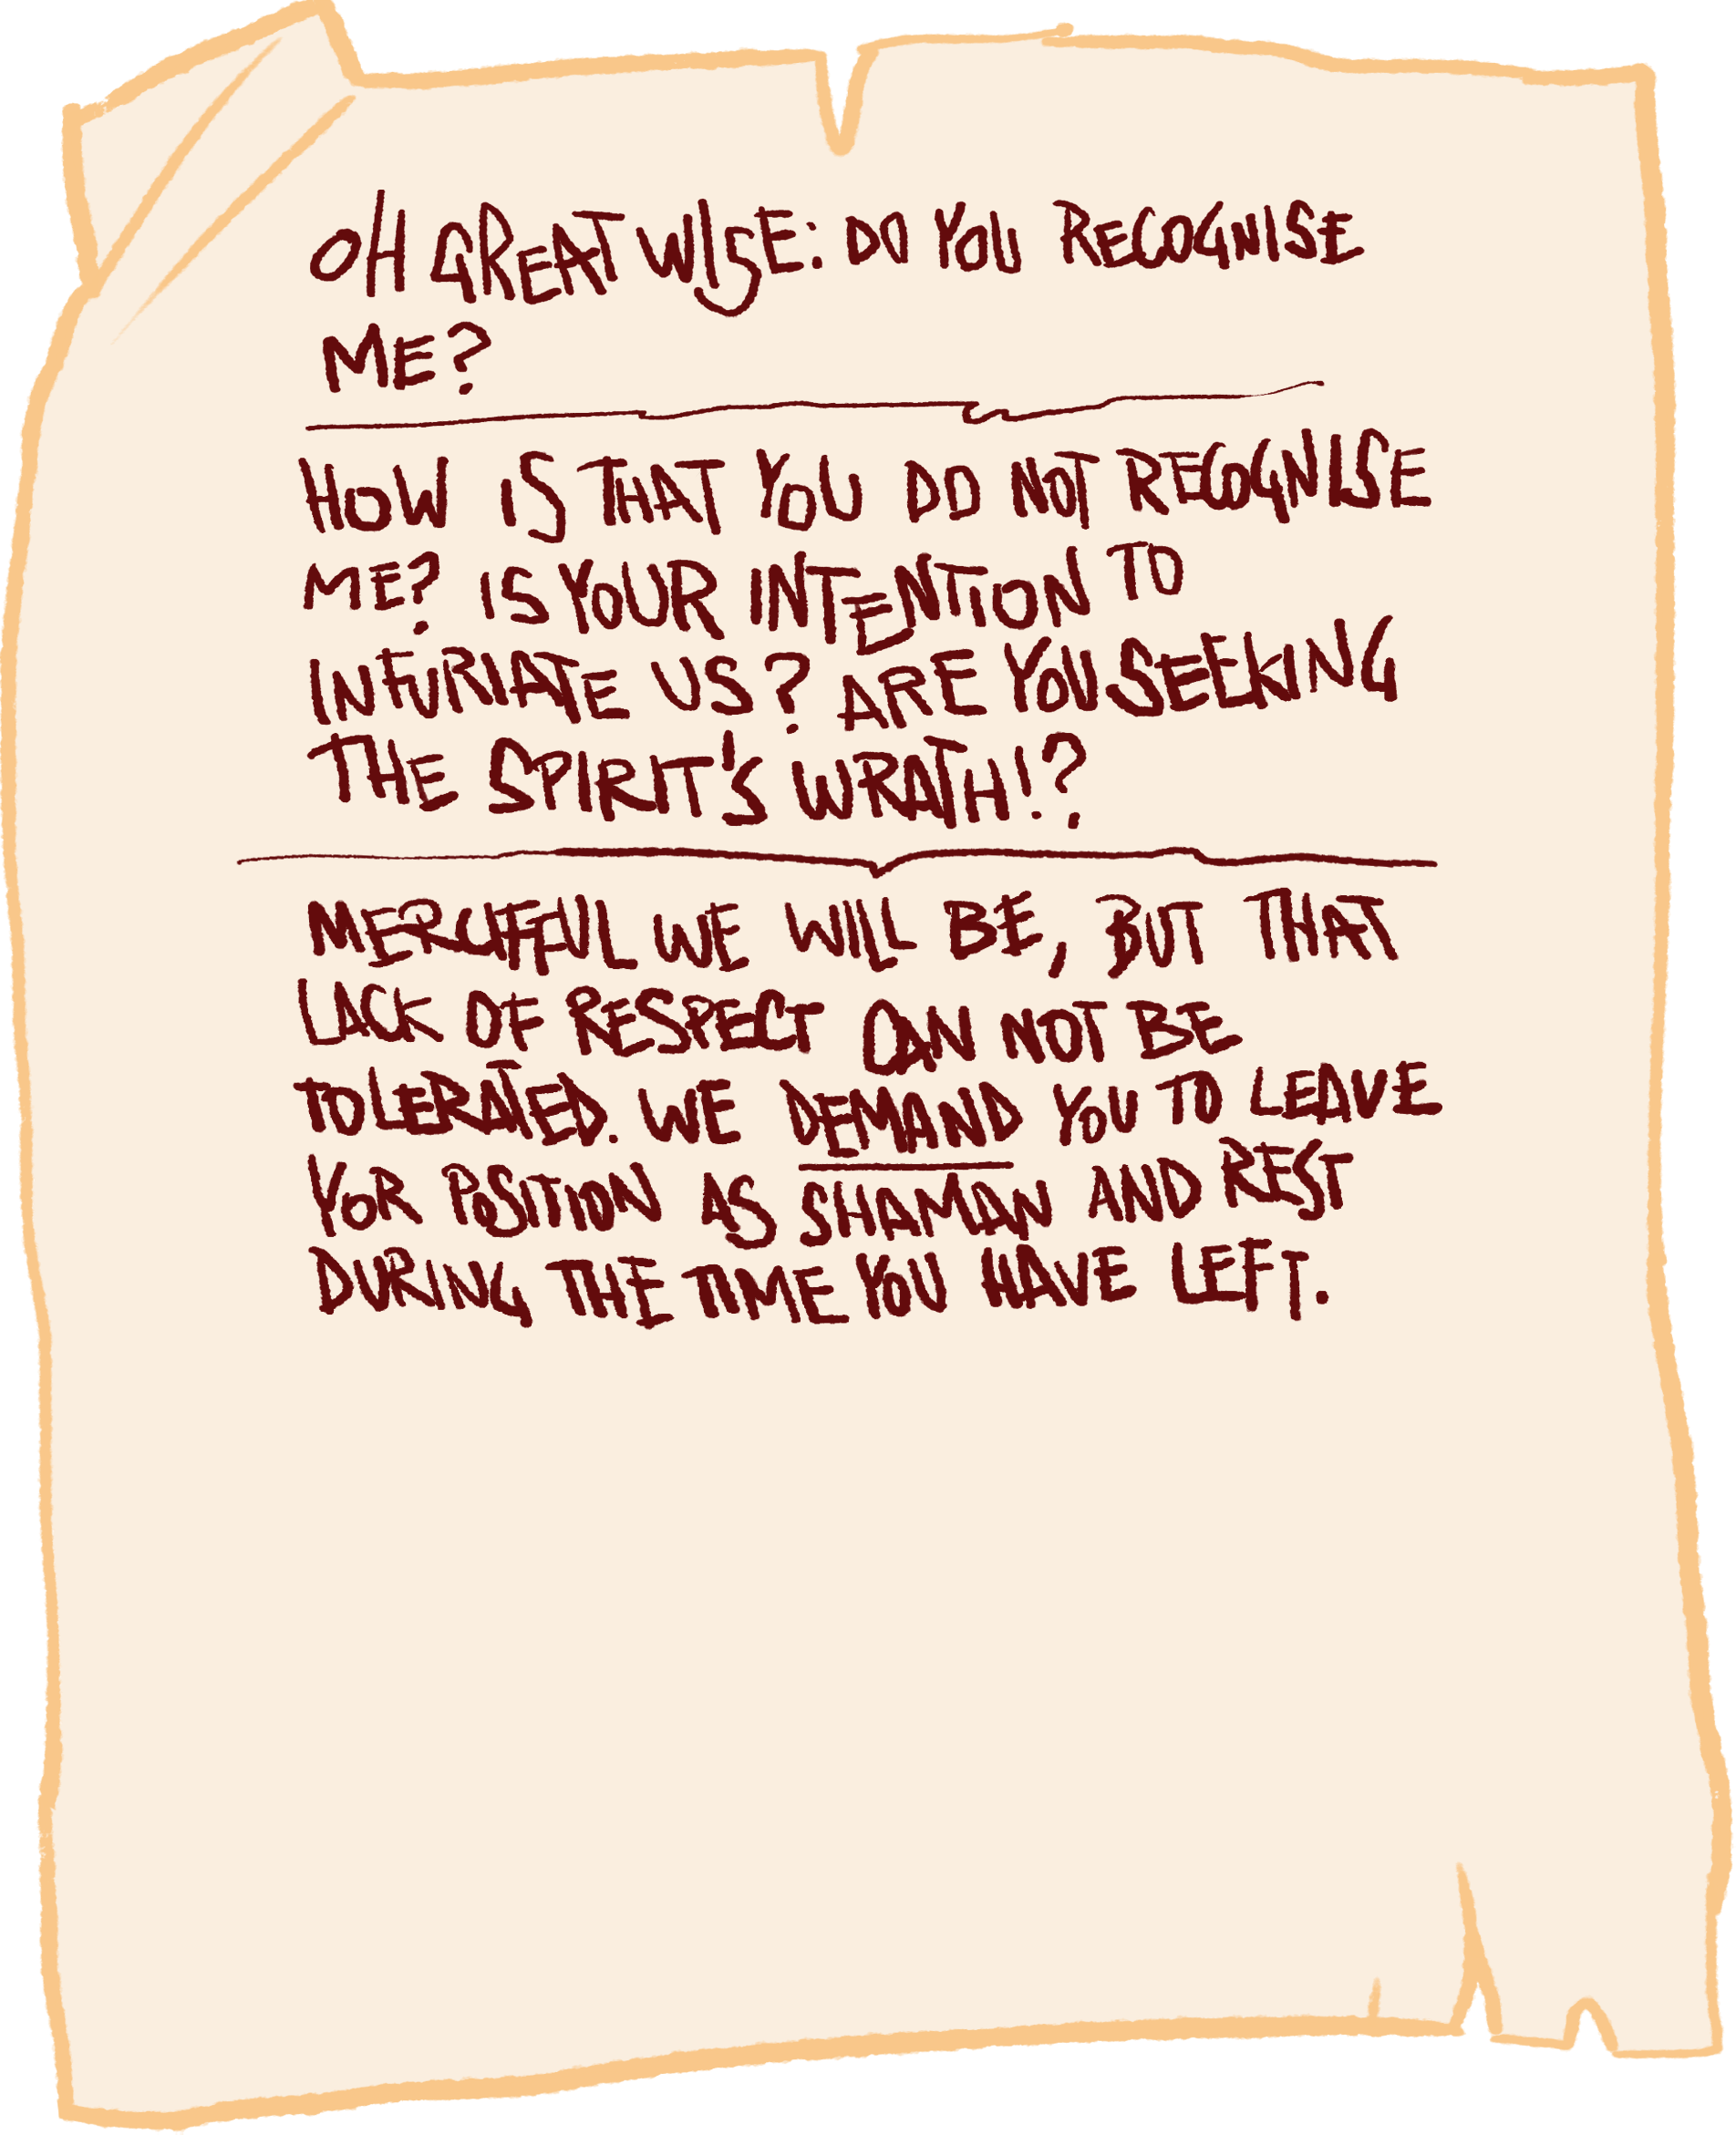 OH GREAT WISE: DO YOU RECOGNISE
ME?
HOW IS THAT YOU DO NOT RECOGNISE
ME? IS YOUR INTENTION TO
INFURIATE US? ARE YOU SEEKING
THE SPIRIT'S WRATH!?
MERCIFUL WE WILL BE, BUT THAT
LACK OF RESPECT CAN NOT BE
TOLERATED. WE DEMAND YOU TO LEAVE
YOR POSITION AS SHAMAN AND REST
DURING THE TIME YOU HAVE LEFT.